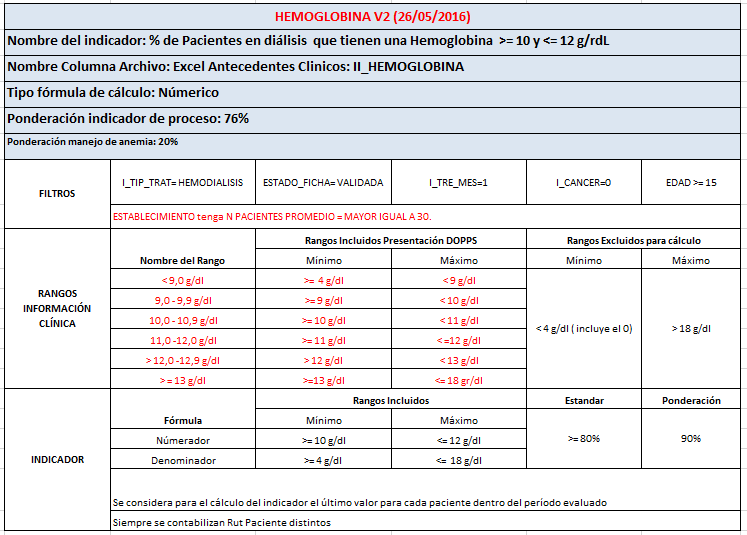 HEMOGLOBINA V2 (26/05/2016)
Nombre del indicador: % de Pacientes en diálisis que tienen una Hemoglobina >= 10 y <= 12 g/rdL
Nombre Columna Archivo: Excel Antecedentes Clinicos: II_HEMOGLOBINA
Tipo fórmula de cálculo: Númerico
Ponderación indicador de proceso: 76%
Ponderación manejo de anemia: 20%
FILTROS
I_TIP_TRAT= HEMODIALISIS ESTADO_FICHA= VALIDADA I_TRE_MES=1 I_CANCER=0 EDAD >= 15
ESTABLECIMIENTO tenga N PACIENTES PROMEDIO = MAYOR IGUAL A 30.
RANGOS INFORMACIÓN CLÍNICA
Rangos Incluidos Presentación DOPPS Rangos Excluidos para cálculo
Nombre del Rango Mínimo Máximo Mínimo Máximo
< 9,0 g/dl >= 4 g/dl < 9 g/dl
9,0 - 9,9 g/dl >= 9 g/dl < 10 g/dl
10,0 - 10,9 g/dl >= 10 g/dl < 11 g/dl
< 4 g/dl ( incluye el 0) > 18 g/dl
11,0 -12,0 g/dl >= 11 g/dl < =12 g/dl
> 12,0 -12,9 g/dl > 12 g/dl < 13 g/dl
> = 13 g/dl >=13 g/dl <= 18 gr/dl
INDICADOR
Rangos Incluidos Estandar Ponderación
Fórmula Mínimo Máximo
Númerador >= 10 g/dl <= 12 g/dl
>= 80% 90%
Denominador >= 4 g/dl <= 18 g/dl
Se considera para el cálculo del indicador el último valor para cada paciente dentro del período evaluado
Siempre se contabilizan Rut Paciente distintos